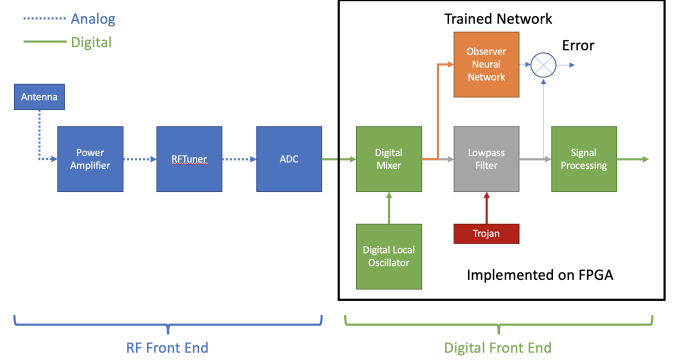 Analog
Digital
Trained Network
Observer
Neural
Network
Error
Antenna
Power
Amplifier
RFTuner
ADC
Digital
Mixer
Lowpass
Filter
Signal
Processing
Trojan
Digital Local
Oscillator
Implemented on FPGA
RF Front End
Digital Front End